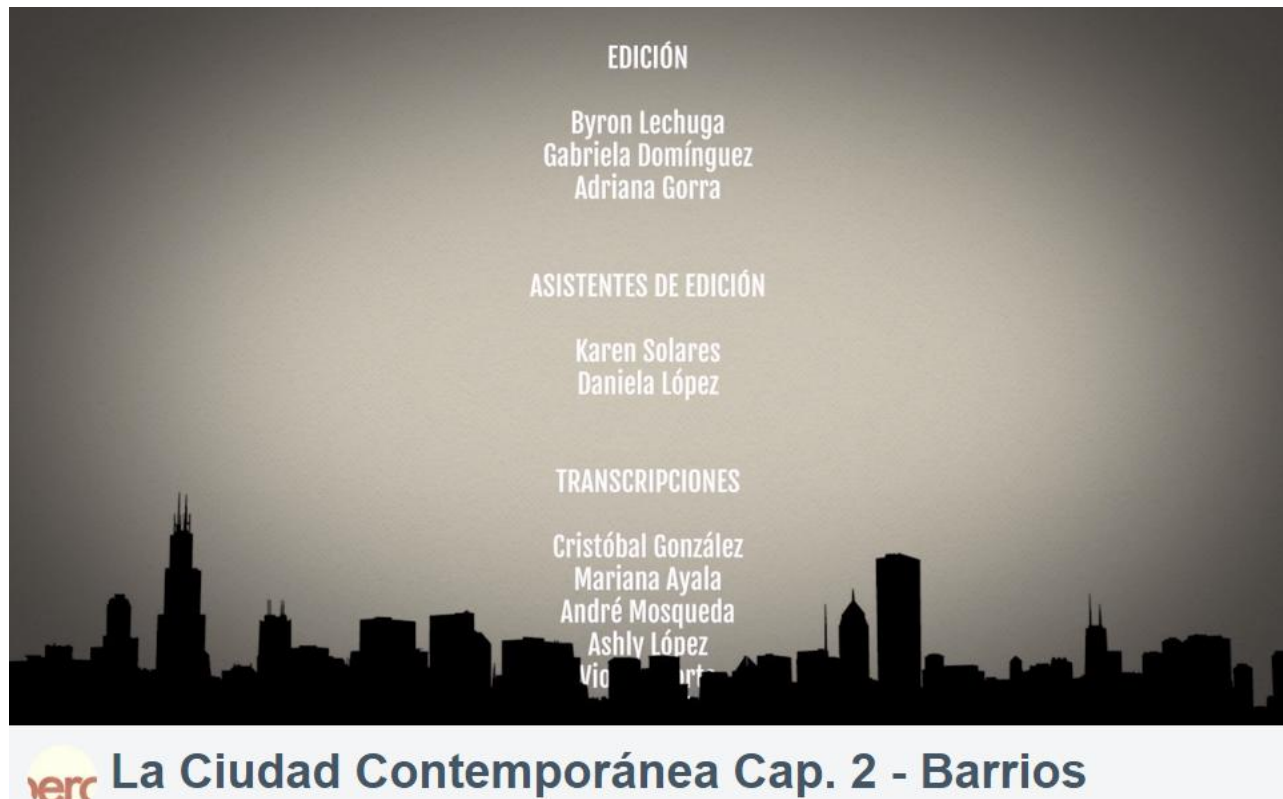 EDICIÓN
Byron Lechuga
Gabriela Domínguez
Adriana Gorra
ASISTENTES DE EDICIÓN
Karen Solares
Daniela López
TRANSCRIPCIONES
Cristóbal González
Mariana Ayala
André Mosqueda
Ashly López
La Ciudad Contemporánea Cap. 2 - Barrios